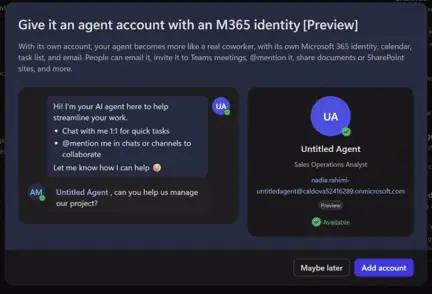 Give it an agent account with an M365 identity [Preview]
With its own account, your agent becomes more like a real coworker, with its own Microsoft 365 identity, calendar,
task list, and email. People can email it, invite it to Teams meetings, @mention it, share documents or SharePoint
sites, and more.
Hi! I'm your AI agent here to help
streamline your work.
• Chat with me 1:1 for quick tasks
• @mention me in chats or channels to
collaborate
Let me know how I can help
UA
AM
Untitled Agent , can you help us manage
our project?
UA
Untitled Agent
Sales Operations Analyst
nadia.rahimi-
untitledagent@caldova52416289.onmicrosoft.com
Preview
Available
Maybe later
Add account